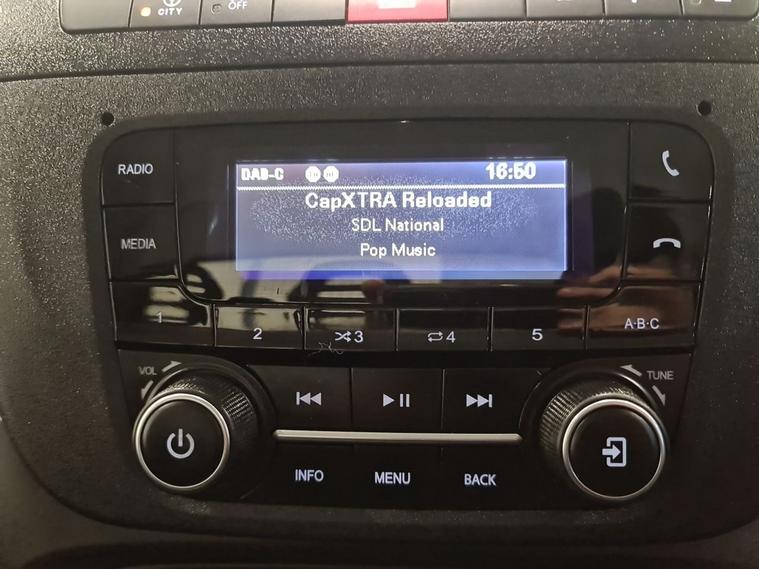 CITY
OFF
RADIO
DAB-C 16:50
CapXTRA Reloaded
SDL National
Pop Music
MEDIA
1
2
3
4
5
A·B·C
VOL
TUNE
INFO
MENU
BACK